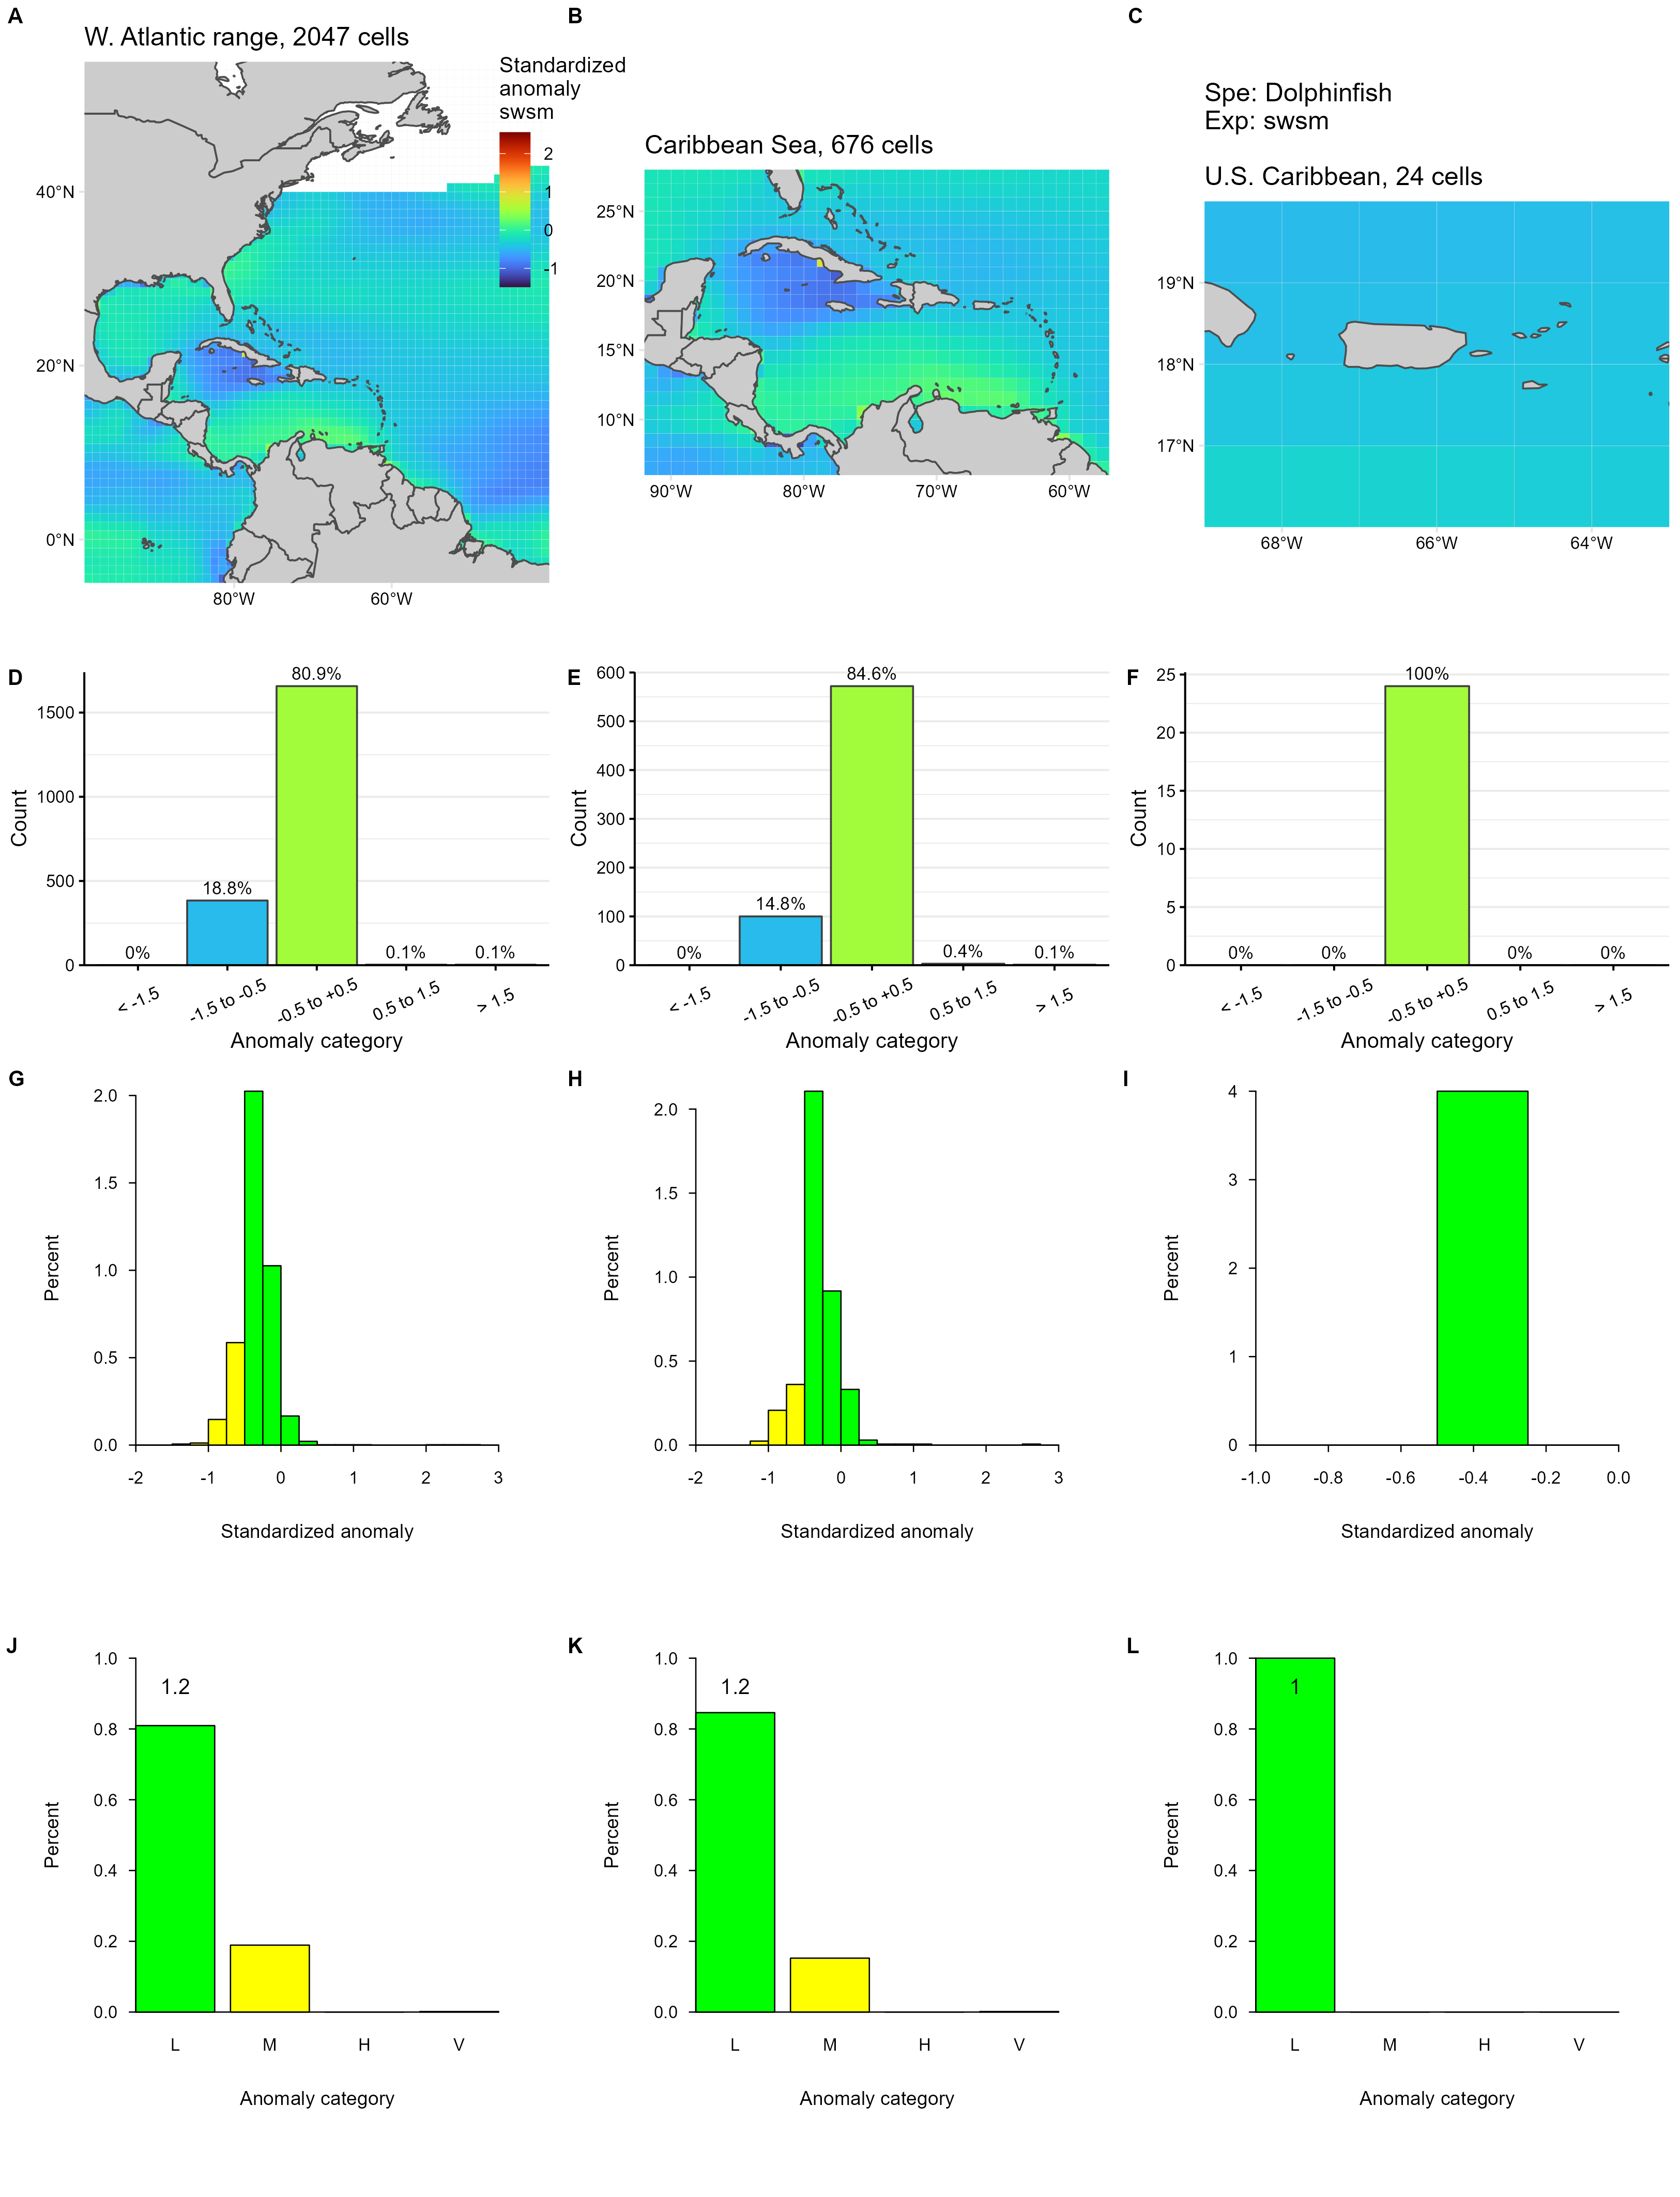 A
B
C
W. Atlantic range, 2047 cells
Standardized
anomaly
swsm
2
1
0
-1
40°N
20°N
0°N
80°W
60°W
Caribbean Sea, 676 cells
25°N
20°N
15°N
10°N
90°W
80°W
70°W
60°W
Spe: Dolphinfish
Exp: swsm
U.S. Caribbean, 24 cells
19°N
18°N
17°N
68°W
66°W
64°W
D
Count
1500
1000
500
0
0%
18.8%
80.9%
0.1%
0.1%
< -1.5
-1.5 to -0.5
-0.5 to +0.5
0.5 to 1.5
> 1.5
Anomaly category
E
Count
600
500
400
300
200
100
0
0%
14.8%
84.6%
0.4%
0.1%
< -1.5
-1.5 to -0.5
-0.5 to +0.5
0.5 to 1.5
> 1.5
Anomaly category
F
Count
25
20
15
10
5
0
0%
0%
100%
0%
0%
< -1.5
-1.5 to -0.5
-0.5 to +0.5
0.5 to 1.5
> 1.5
Anomaly category
G
Percent
2.0
1.5
1.0
0.5
0.0
-2
-1
0
1
2
3
Standardized anomaly
H
Percent
2.0
1.5
1.0
0.5
0.0
-2
-1
0
1
2
3
Standardized anomaly
I
Percent
4
3
2
1
0
-1.0
-0.8
-0.6
-0.4
-0.2
0.0
Standardized anomaly
J
Percent
1.0
0.8
0.6
0.4
0.2
0.0
1.2
L
M
H
V
Anomaly category
K
Percent
1.0
0.8
0.6
0.4
0.2
0.0
1.2
L
M
H
V
Anomaly category
L
Percent
1.0
0.8
0.6
0.4
0.2
0.0
1
L
M
H
V
Anomaly category